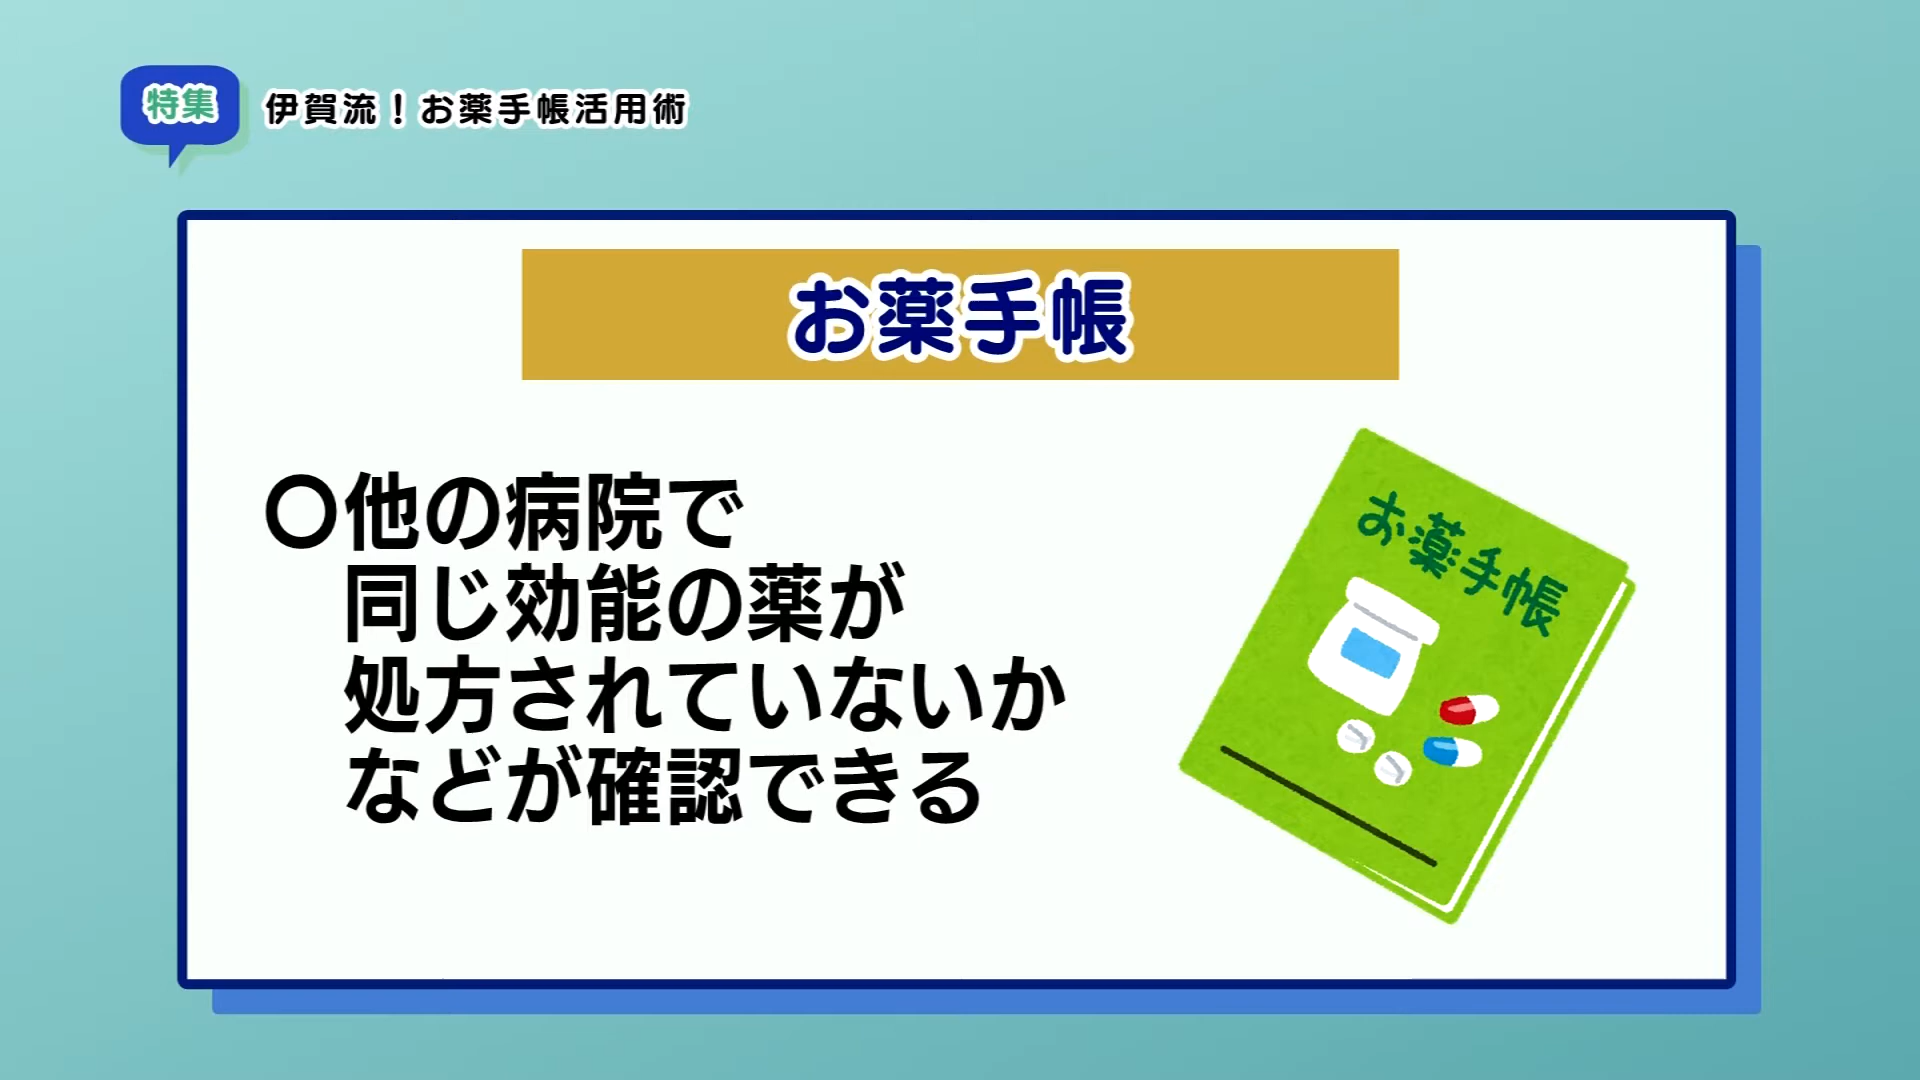 特集
伊賀流！お薬手帳活用術
お薬手帳
〇他の病院で
同じ効能の薬が
処方されていないか
などが確認できる
お薬手帳